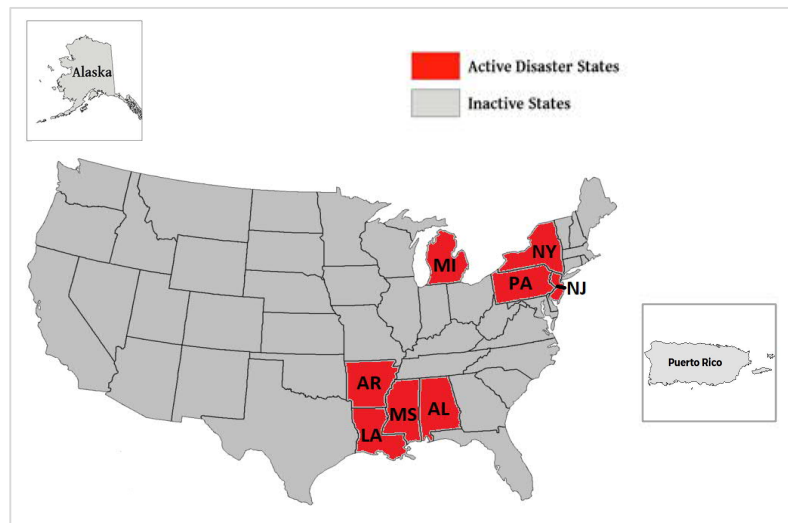 Alaska
Active Disaster States
Inactive States
MI
NY
PA
NJ
AR
MS
AL
LA
Puerto Rico